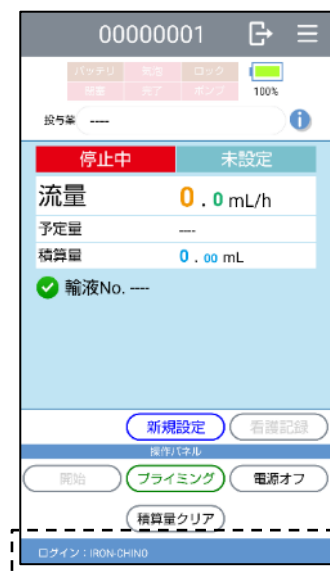 00000001
バッテリ 気泡 ロック
閉塞 完了 ポンプ 100%
投与薬 ----
停止中 未設定
流量 0.0 mL/h
予定量 ----
積算量 0.00 mL
輸液No. ----
新規設定 看護記録
操作パネル
開始 プライミング 電源オフ
積算量クリア
ログイン：IRON-CHINO